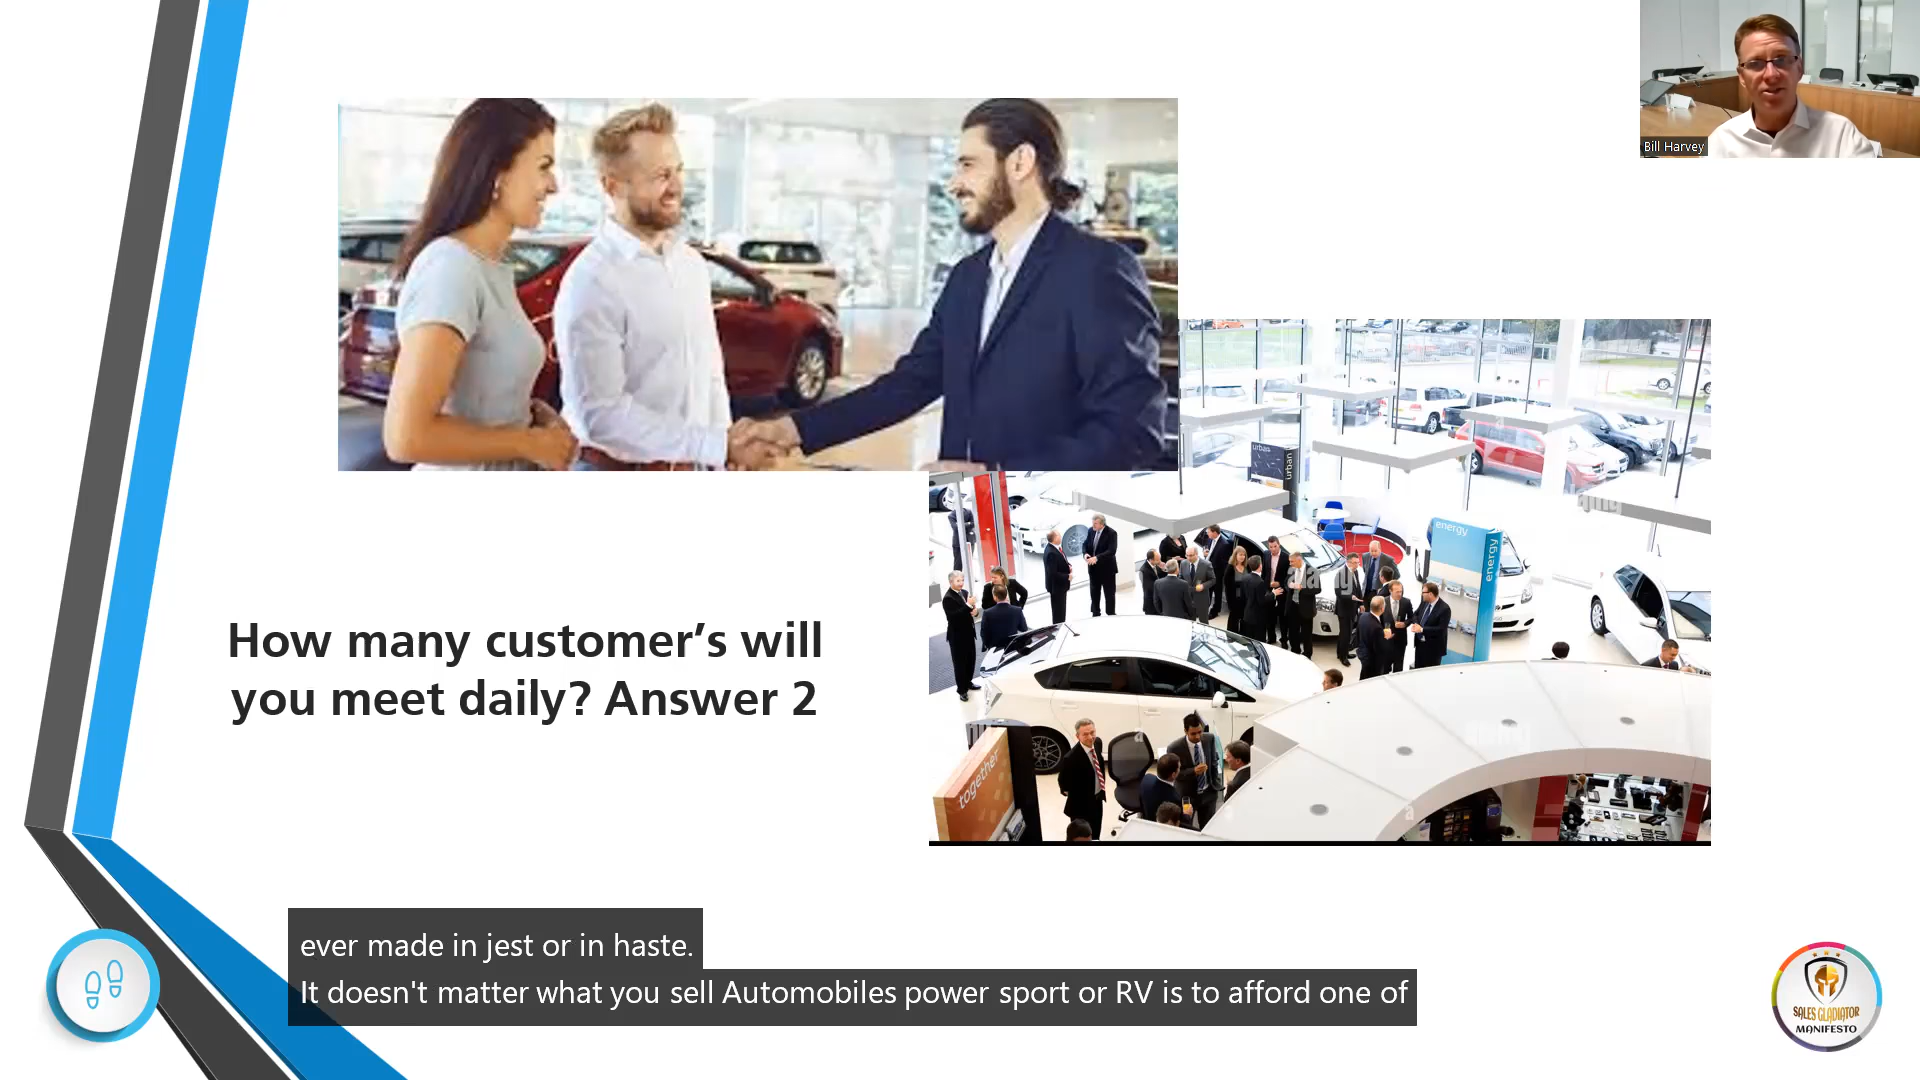 Bill Harvey
urban
urban
energy
energy
alamy
How many customer’s will
you meet daily? Answer 2
together
ever made in jest or in haste.
It doesn't matter what you sell Automobiles power sport or RV is to afford one of
SALES GLADIATOR
MANIFESTO